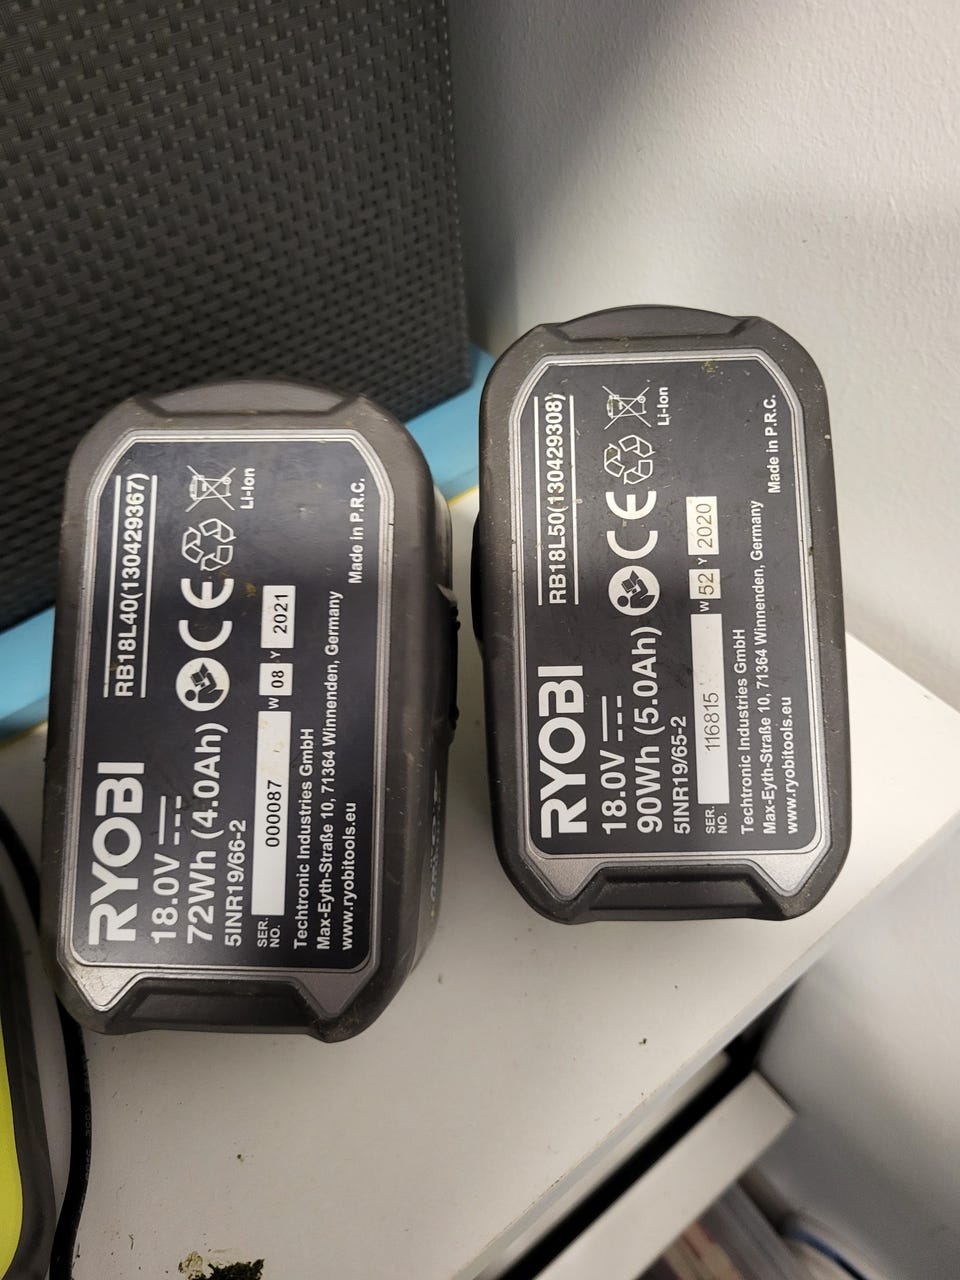 RYOBI
RB18L40(130429367)
18.0V
72Wh (4.0Ah)
CE
5INR19/66-2
Li-Ion
SER. NO. 000087 W 08 Y 2021
Techtronic Industries GmbH
Max-Eyth-Straße 10, 71364 Winnenden, Germany
www.ryobitools.eu
Made in P.R.C.
RYOBI
RB18L50(130429308)
18.0V
90Wh (5.0Ah)
CE
5INR19/65-2
Li-Ion
SER. NO. 116815 W 52 Y 2020
Techtronic Industries GmbH
Max-Eyth-Straße 10, 71364 Winnenden, Germany
www.ryobitools.eu
Made in P.R.C.